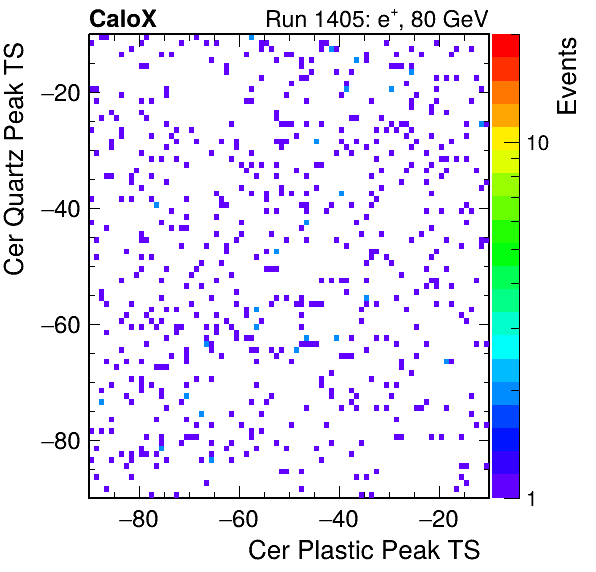 CaloX Run 1405: e⁺, 80 GeV
Events
10
1
Cer Quartz Peak TS
−20
−40
−60
−80
−80 −60 −40 −20
Cer Plastic Peak TS